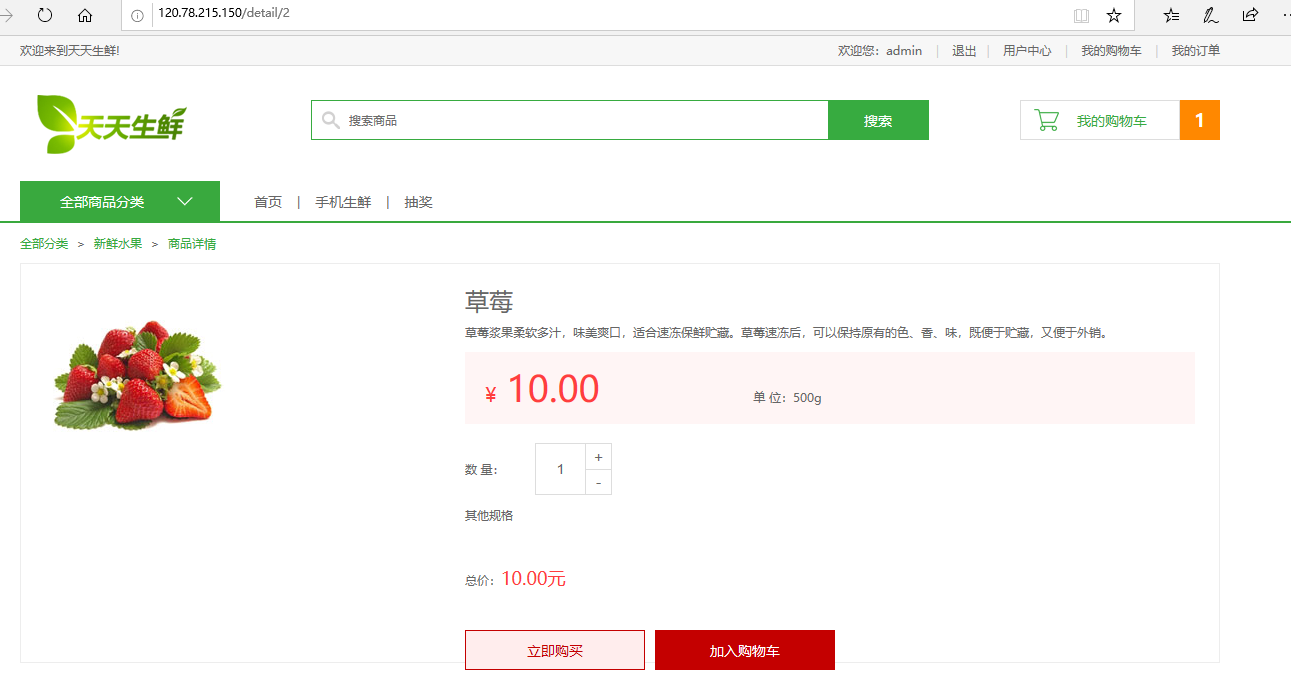 120.78.215.150/detail/2
欢迎来到天天生鲜!
欢迎您：admin | 退出 | 用户中心 | 我的购物车 | 我的订单
天天生鲜
搜索商品
搜索
我的购物车 1
全部商品分类
首页 | 手机生鲜 | 抽奖
全部分类 > 新鲜水果 > 商品详情
草莓
草莓浆果柔软多汁，味美爽口，适合速冻保鲜贮藏。草莓速冻后，可以保持原有的色、香、味，既便于贮藏，又便于外销。
¥ 10.00
单 位：500g
数 量：
1
+
-
其他规格
总价：10.00元
立即购买
加入购物车